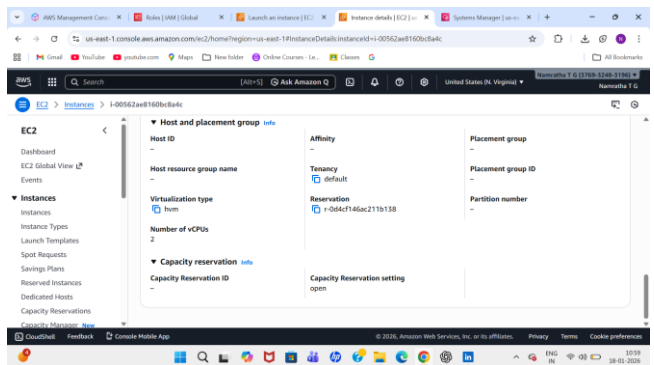 AWS Management Cons
Roles | IAM | Global
Launch an instance | EC2
Instance details | EC2 | us
Systems Manager | us-ea
us-east-1.console.aws.amazon.com/ec2/home?region=us-east-1#InstanceDetails:instanceId=i-00562ae8160bc8a4c
Gmail YouTube youtube.com Maps New folder Online Courses - Le... Classes G All Bookmarks
aws Search [Alt+S] Ask Amazon Q United States (N. Virginia) Namratha T G (3769-3248-3196)
Namratha T G
EC2 > Instances > i-00562ae8160bc8a4c
EC2
Dashboard
EC2 Global View
Events
Instances
Instances
Instance Types
Launch Templates
Spot Requests
Savings Plans
Reserved Instances
Dedicated Hosts
Capacity Reservations
Capacity Manager New
Host and placement group Info
Host ID Affinity Placement group
– – –
Host resource group name Tenancy Placement group ID
– default –
Virtualization type Reservation Partition number
hvm r-0d4cf146ac211b138 –
Number of vCPUs
2
Capacity reservation Info
Capacity Reservation ID Capacity Reservation setting
– open
CloudShell Feedback Console Mobile App © 2026, Amazon Web Services, Inc. or its affiliates. Privacy Terms Cookie preferences
ENG
IN
10:59
18-01-2026